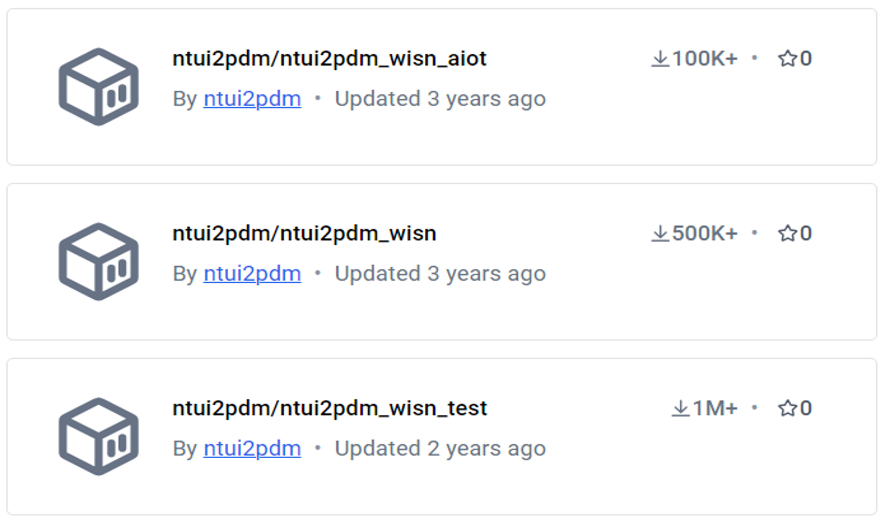 ntui2pdm/ntui2pdm_wisn_aiot 100K+ • 0
By ntui2pdm • Updated 3 years ago
ntui2pdm/ntui2pdm_wisn 500K+ • 0
By ntui2pdm • Updated 3 years ago
ntui2pdm/ntui2pdm_wisn_test 1M+ • 0
By ntui2pdm • Updated 2 years ago